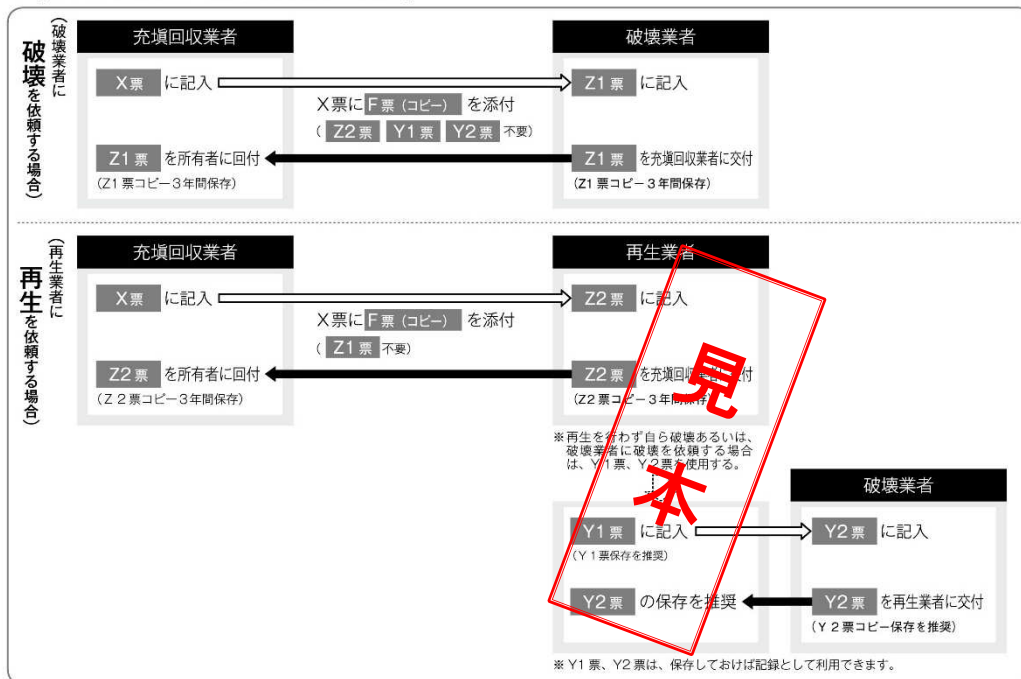 （破壊業者に
破壊を依頼する場合）
充塡回収業者
破壊業者
X票 に記入
Z1票 に記入
X票に F票（コピー） を添付
（ Z2票 Y1票 Y2票 不要）
Z1票 を所有者に回付
Z1票 を充塡回収業者に交付
（Z1票コピー3年間保存）
（Z1票コピー3年間保存）
（再生業者に
再生を依頼する場合）
充塡回収業者
再生業者
X票 に記入
Z2票 に記入
X票に F票（コピー） を添付
（ Z1票 不要）
Z2票 を所有者に回付
Z2票 を充塡回収業者に交付
（Z２票コピー3年間保存）
（Z2票コピー3年間保存）
※再生を行わず自ら破壊あるいは、
破壊業者に破壊を依頼する場合
は、Y1票、Y2票を使用する。
見本
破壊業者
Y1票 に記入
Y2票 に記入
（Y1票保存を推奨）
Y2票 の保存を推奨
Y2票 を再生業者に交付
（Y2票コピー保存を推奨）
※Y1票、Y2票は、保存しておけば記録として利用できます。